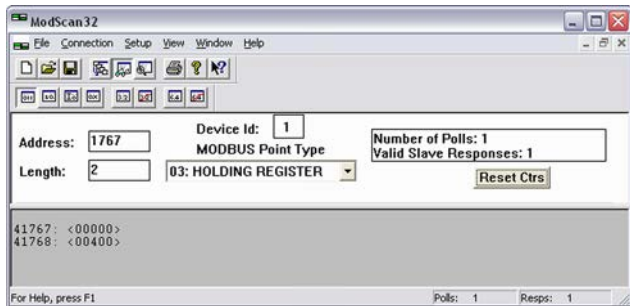 ModScan32
File Connection Setup View Window Help
Address: 1767
Device Id: 1
MODBUS Point Type
Number of Polls: 1
Valid Slave Responses: 1
Length: 2
03: HOLDING REGISTER
Reset Ctrs
41767: <00000>
41768: <00400>
For Help, press F1
Polls: 1
Resps: 1